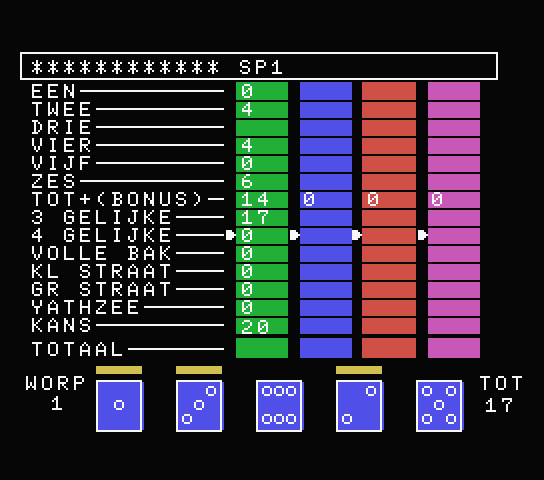 ************ SP1
EEN 0
TWEE 4
DRIE
VIER 4
VIJF 0
ZES 6
TOT+(BONUS) 14 0 0 0
3 GELIJKE 17
4 GELIJKE 0
VOLLE BAK 0
KL STRAAT 0
GR STRAAT 0
YATHZEE 0
KANS 20
TOTAAL
WORP TOT
1 17